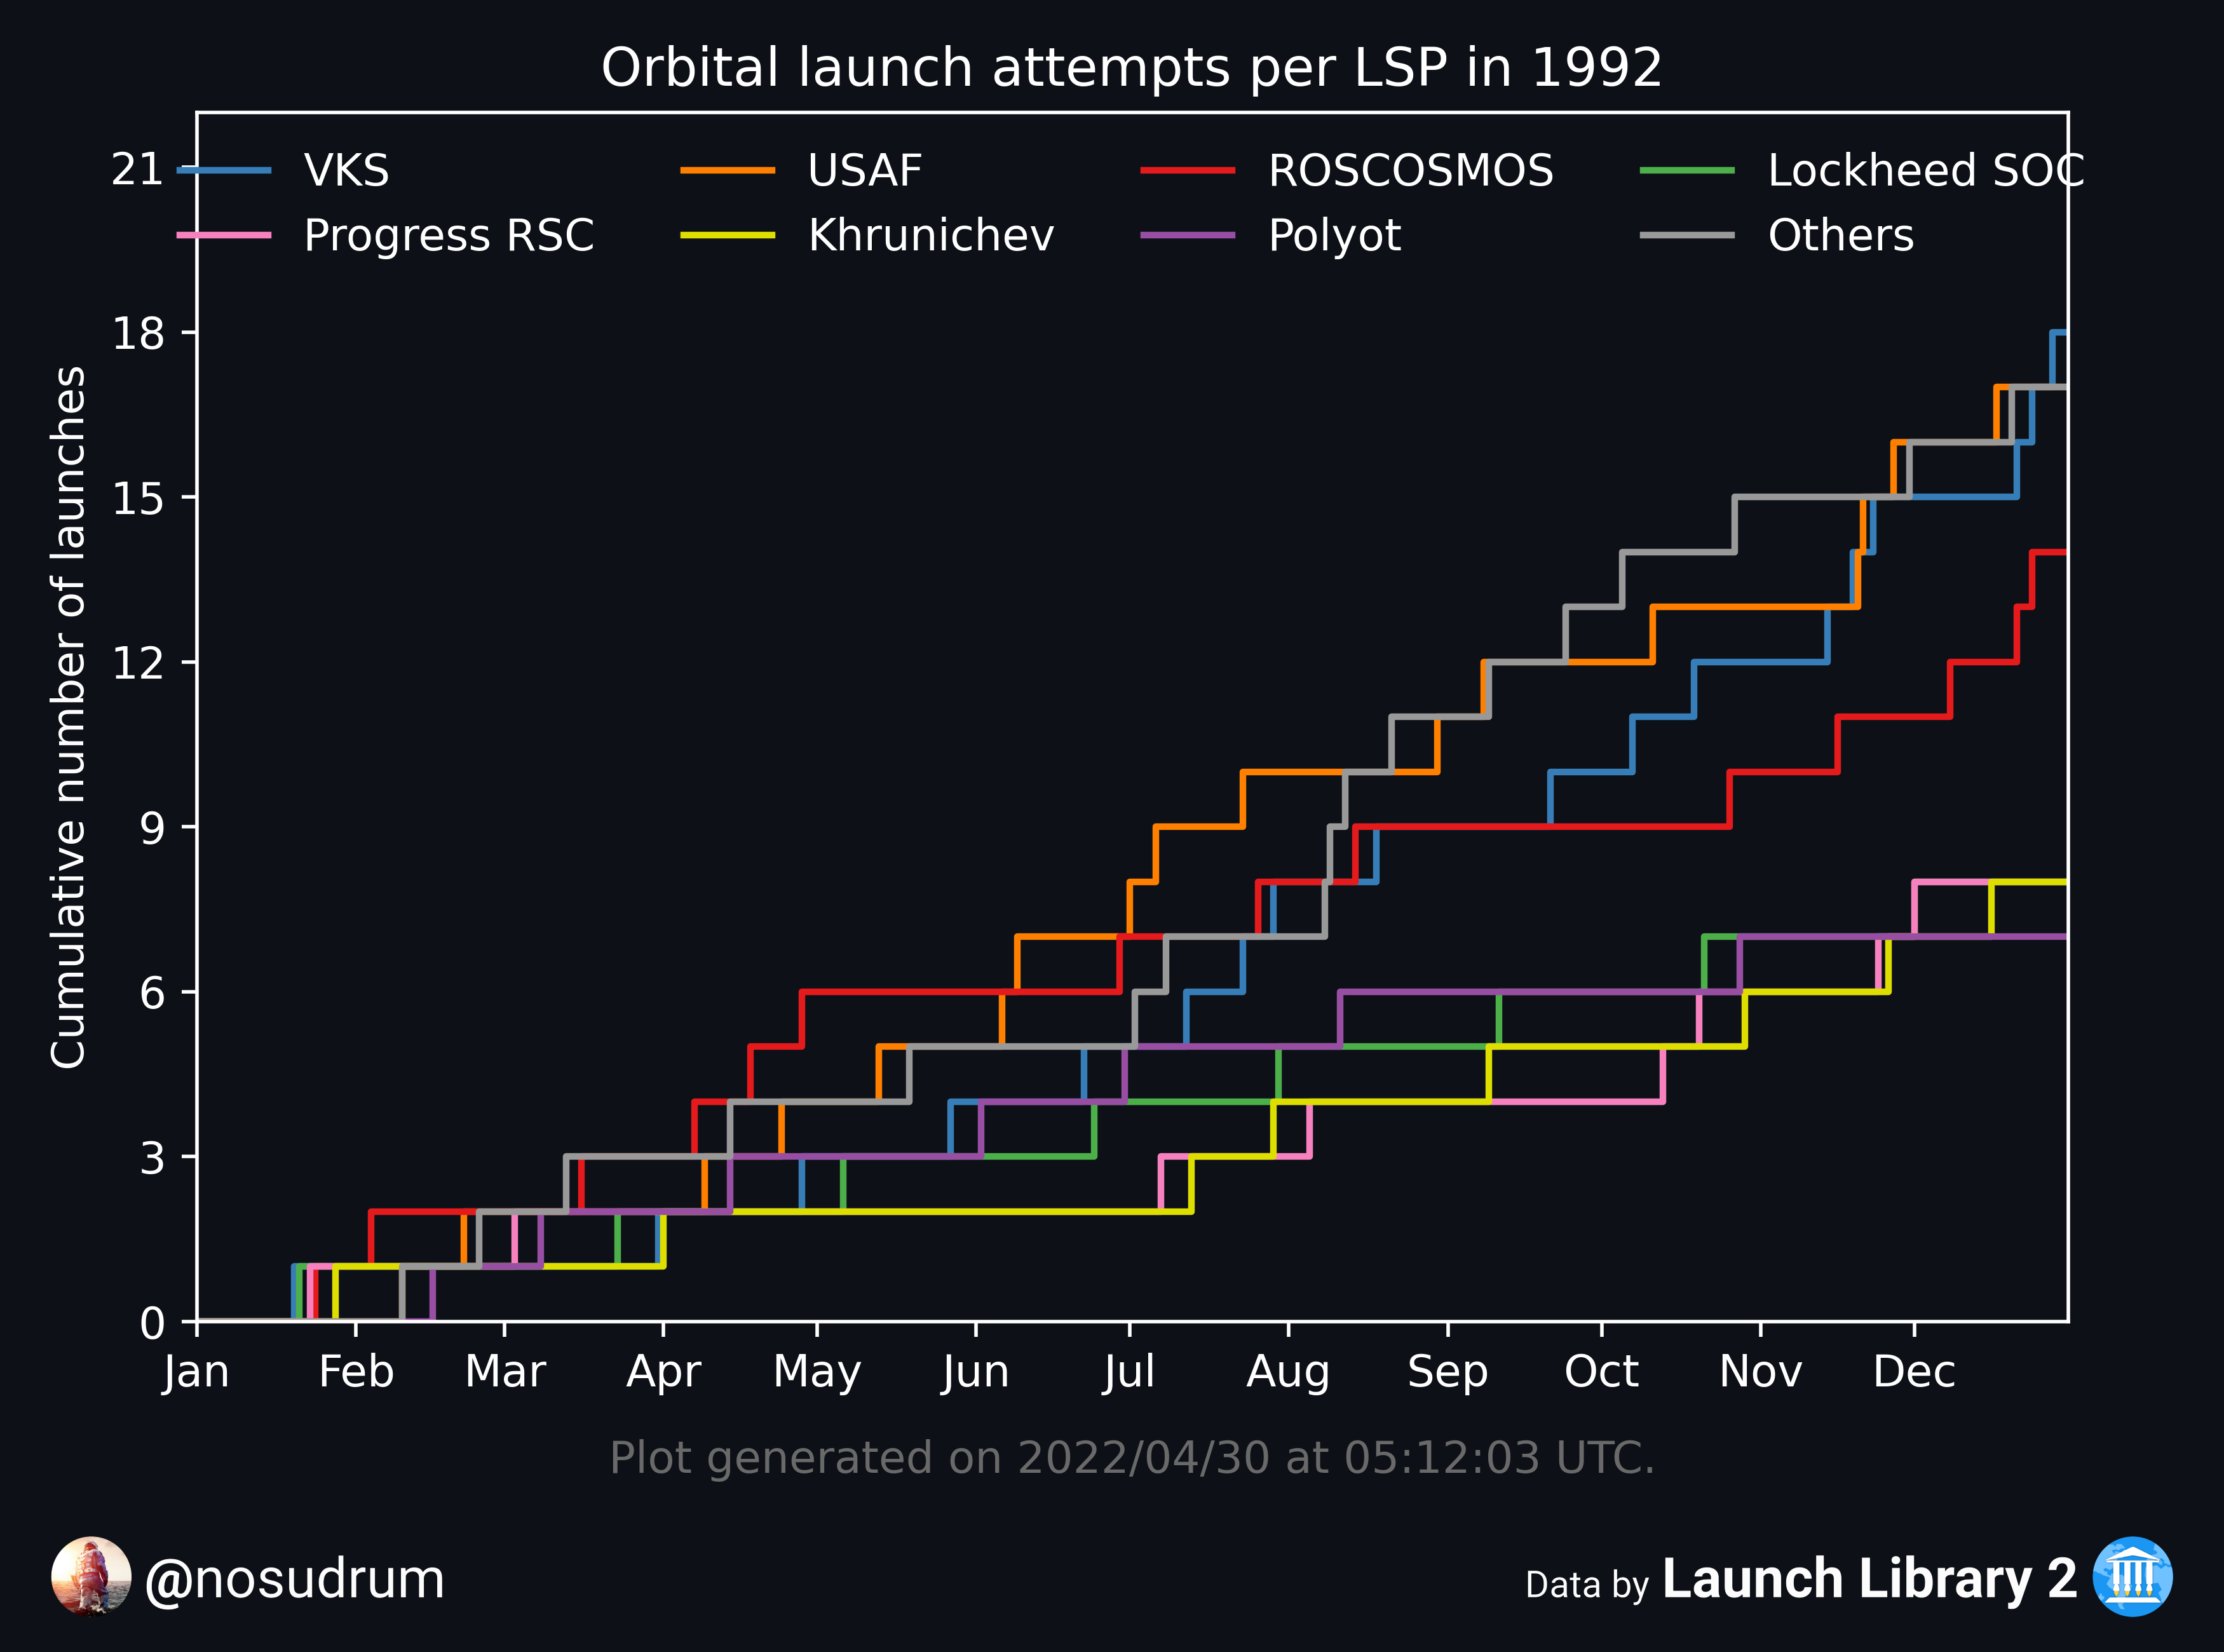 Orbital launch attempts per LSP in 1992
VKS
USAF
ROSCOSMOS
Lockheed SOC
Progress RSC
Khrunichev
Polyot
Others
Cumulative number of launches
21
18
15
12
9
6
3
0
Jan Feb Mar Apr May Jun Jul Aug Sep Oct Nov Dec
Plot generated on 2022/04/30 at 05:12:03 UTC.
@nosudrum
Data by Launch Library 2